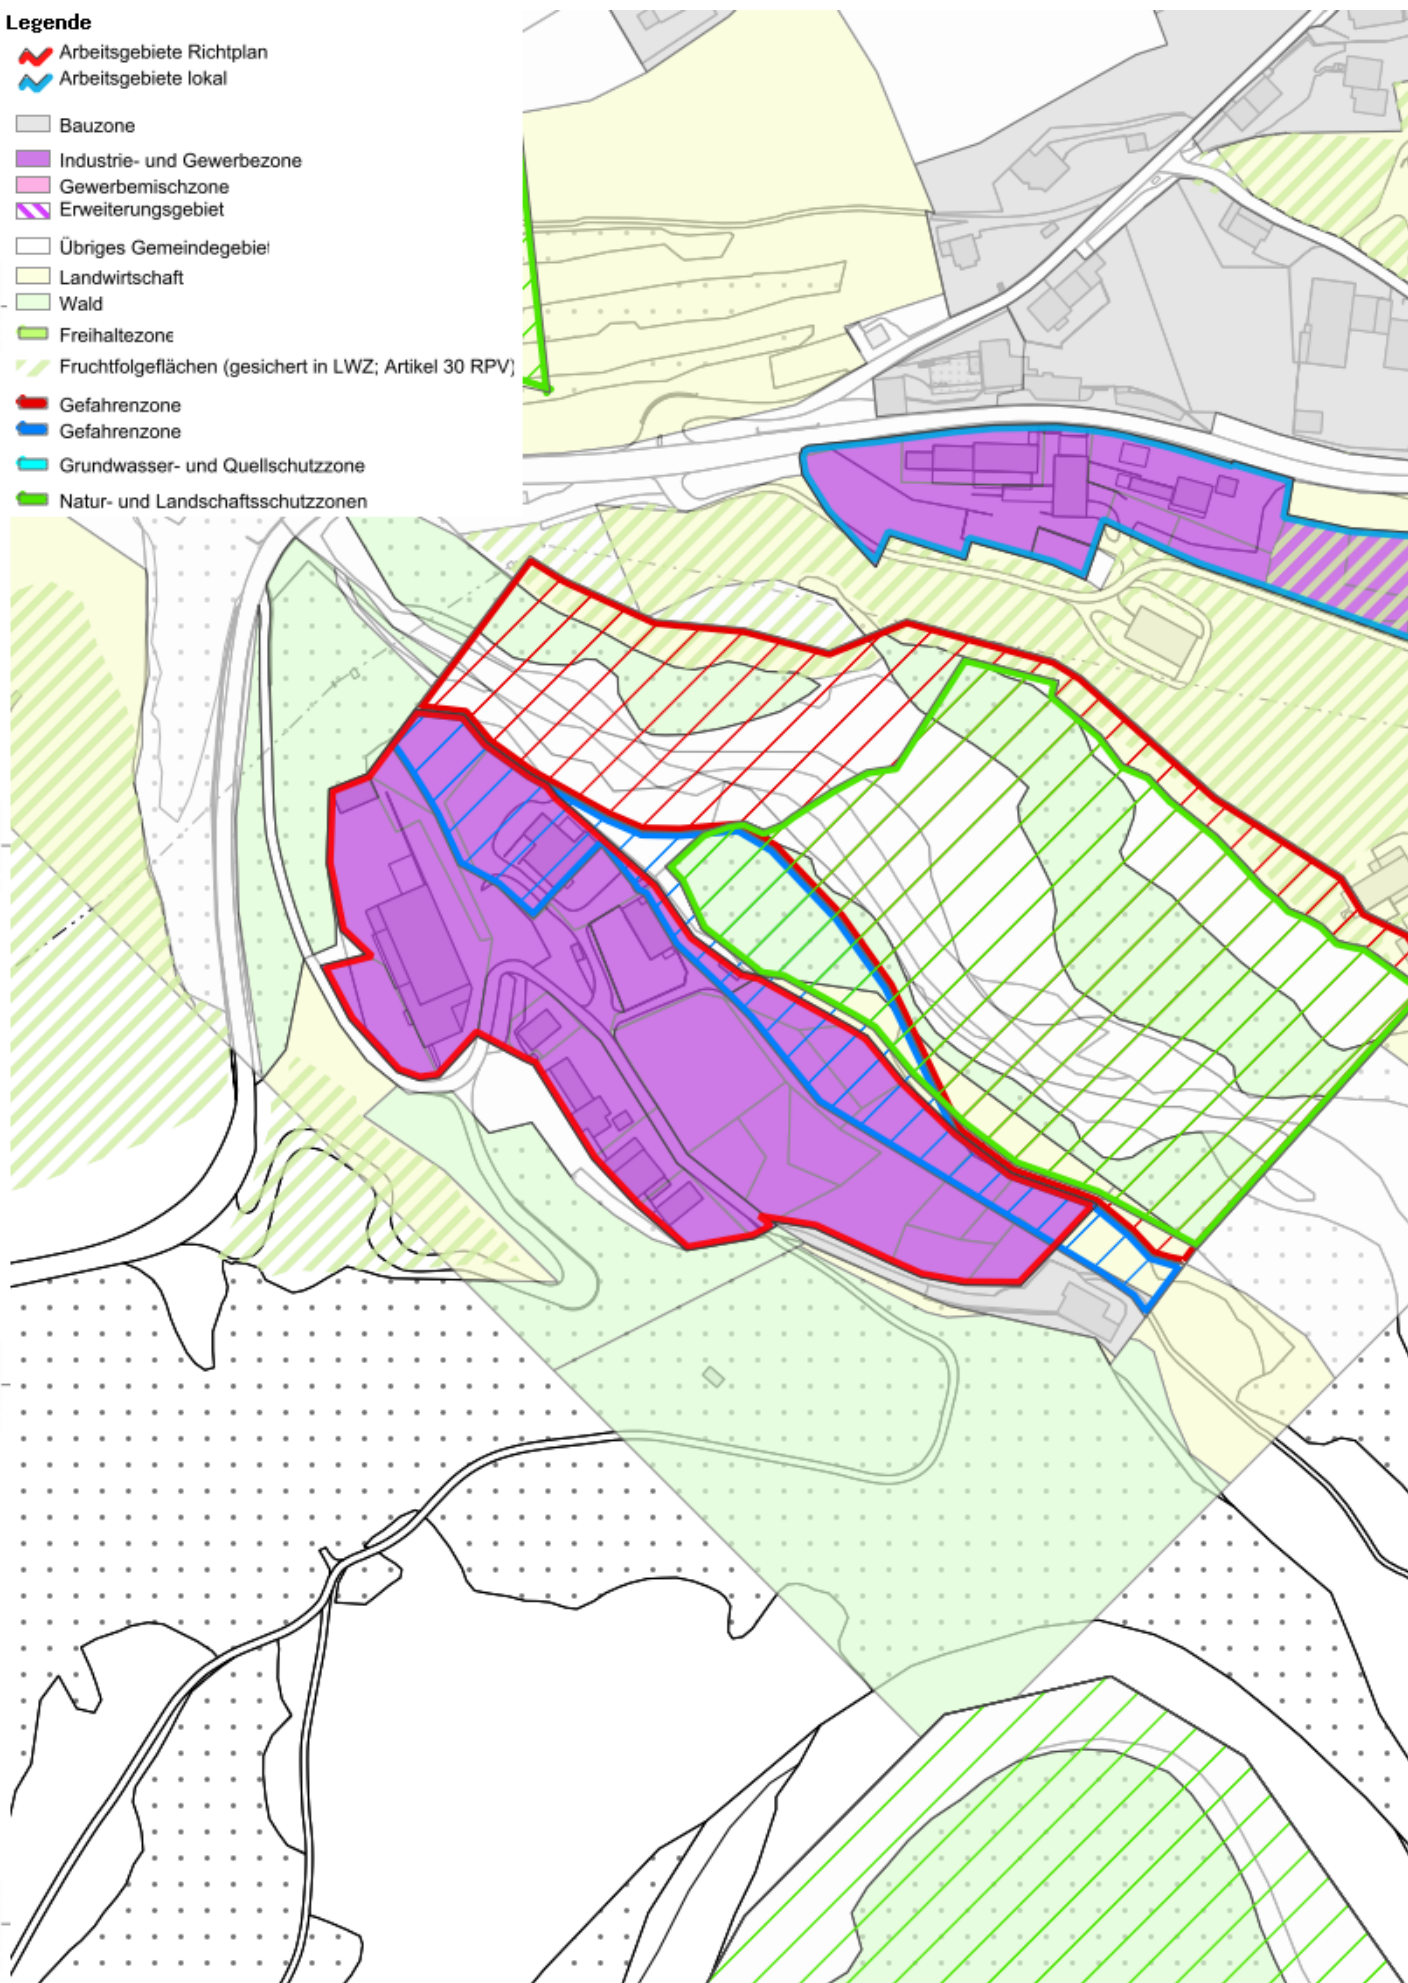 Legende
Arbeitsgebiete Richtplan
Arbeitsgebiete lokal
Bauzone
Industrie- und Gewerbezone
Gewerbemischzone
Erweiterungsgebiet
Übriges Gemeindegebiet
Landwirtschaft
Wald
Freihaltezone
Fruchtfolgeflächen (gesichert in LWZ; Artikel 30 RPV)
Gefahrenzone
Gefahrenzone
Grundwasser- und Quellschutzzone
Natur- und Landschaftsschutzzonen